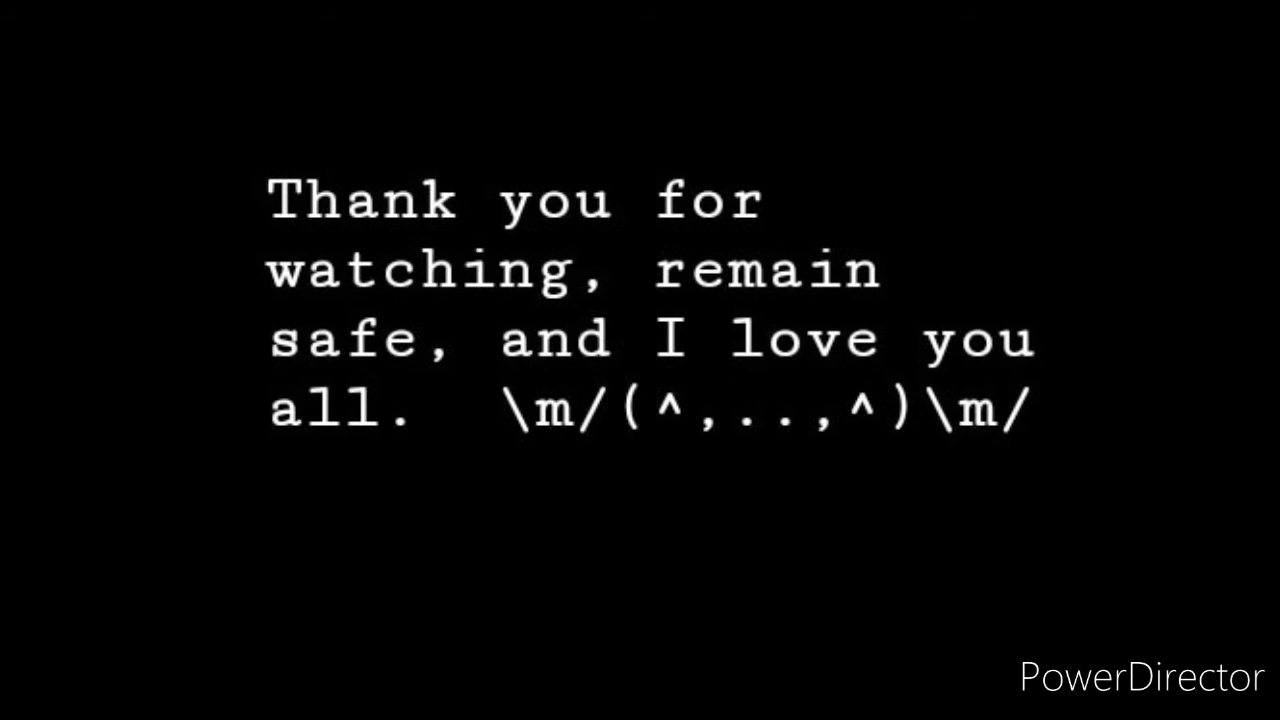 Thank you for
watching, remain
safe, and I love you
all.  \m/(^,..,^)\m/
PowerDirector